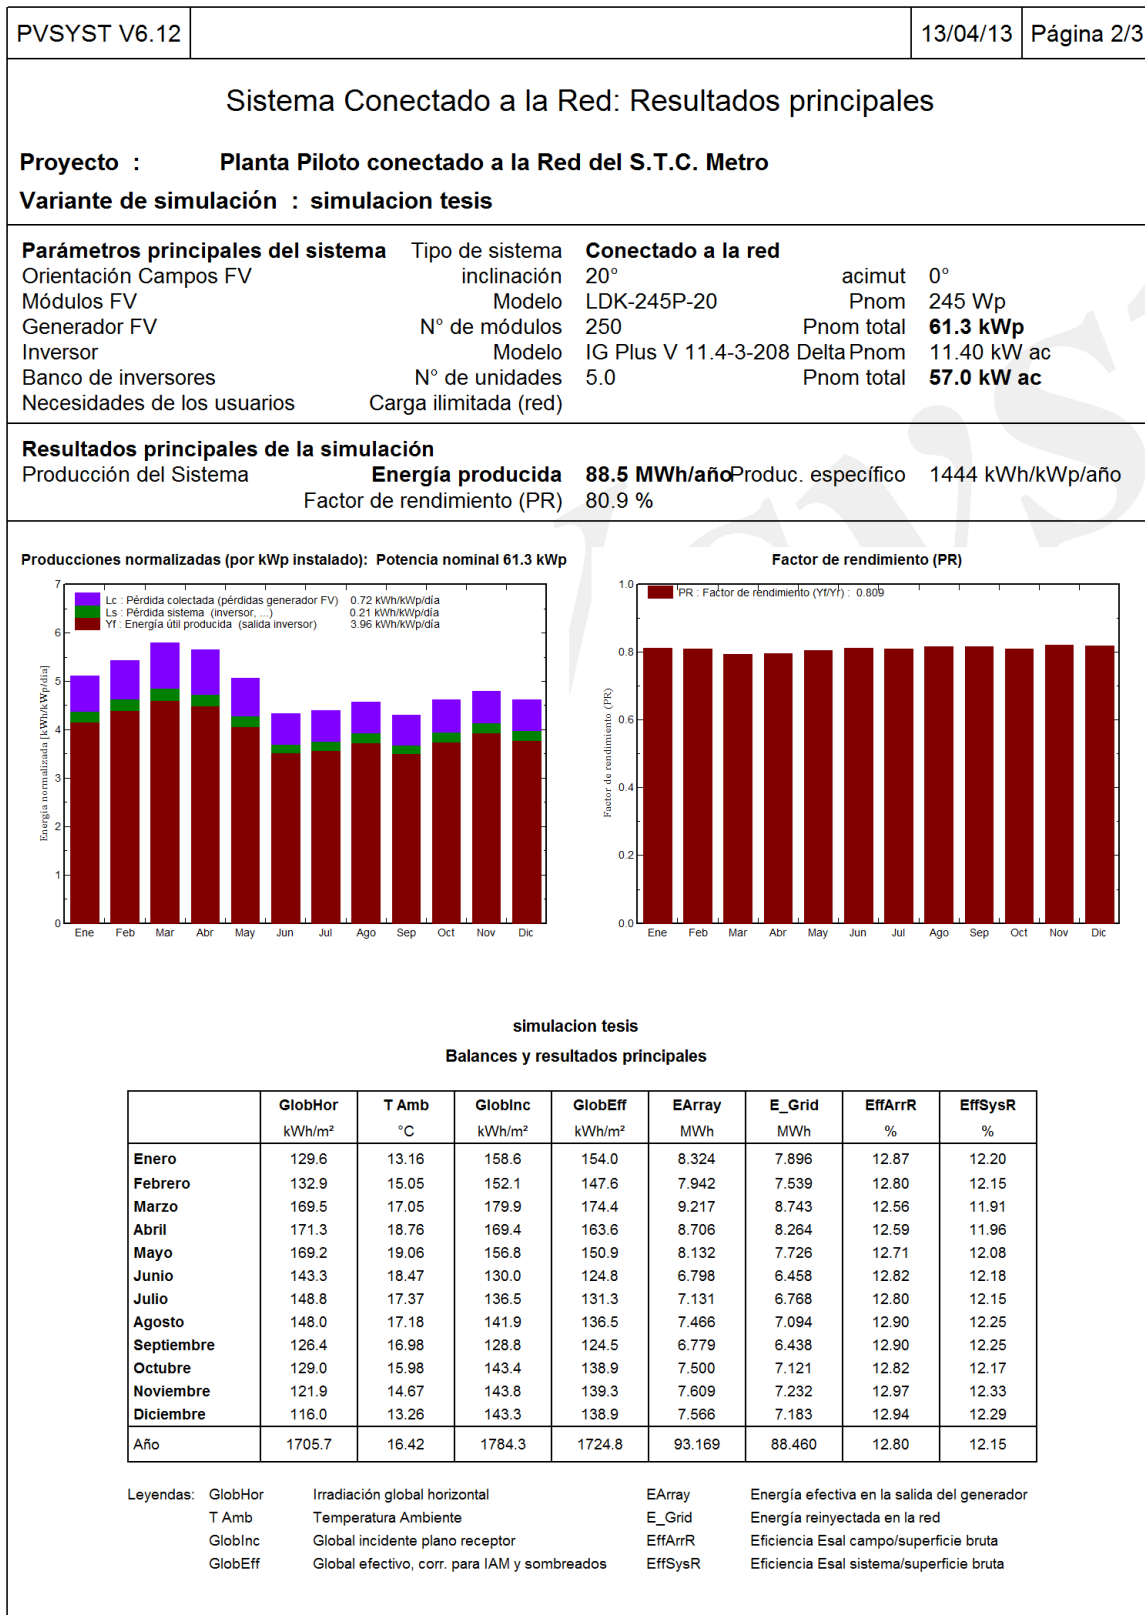 PVSYST V6.12 13/04/13 Página 2/3
Sistema Conectado a la Red: Resultados principales
Proyecto : Planta Piloto conectado a la Red del S.T.C. Metro
Variante de simulación : simulacion tesis
Parámetros principales del sistema Tipo de sistema Conectado a la red
Orientación Campos FV inclinación 20° acimut 0°
Módulos FV Modelo LDK-245P-20 Pnom 245 Wp
Generador FV N° de módulos 250 Pnom total 61.3 kWp
Inversor Modelo IG Plus V 11.4-3-208 Delta Pnom 11.40 kW ac
Banco de inversores N° de unidades 5.0 Pnom total 57.0 kW ac
Necesidades de los usuarios Carga ilimitada (red)
Resultados principales de la simulación
Producción del Sistema Energía producida 88.5 MWh/año Produc. específico 1444 kWh/kWp/año
Factor de rendimiento (PR) 80.9 %
Producciones normalizadas (por kWp instalado): Potencia nominal 61.3 kWp
7
6
5
4
3
2
1
0
Energía normalizada [kWh/kWp/día]
Lc : Pérdida colectada (pérdidas generador FV) 0.72 kWh/kWp/día
Ls : Pérdida sistema (inversor, ...) 0.21 kWh/kWp/día
Yf : Energía útil producida (salida inversor) 3.96 kWh/kWp/día
Ene Feb Mar Abr May Jun Jul Ago Sep Oct Nov Dic
Factor de rendimiento (PR)
1.0
0.8
0.6
0.4
0.2
0.0
Factor de rendimiento (PR)
PR : Factor de rendimiento (Yf/Yr) : 0.809
Ene Feb Mar Abr May Jun Jul Ago Sep Oct Nov Dic
simulacion tesis
Balances y resultados principales
GlobHor T Amb GlobInc GlobEff EArray E_Grid EffArrR EffSysR
kWh/m² °C kWh/m² kWh/m² MWh MWh % %
Enero 129.6 13.16 158.6 154.0 8.324 7.896 12.87 12.20
Febrero 132.9 15.05 152.1 147.6 7.942 7.539 12.80 12.15
Marzo 169.5 17.05 179.9 174.4 9.217 8.743 12.56 11.91
Abril 171.3 18.76 169.4 163.6 8.706 8.264 12.59 11.96
Mayo 169.2 19.06 156.8 150.9 8.132 7.726 12.71 12.08
Junio 143.3 18.47 130.0 124.8 6.798 6.458 12.82 12.18
Julio 148.8 17.37 136.5 131.3 7.131 6.768 12.80 12.15
Agosto 148.0 17.18 141.9 136.5 7.466 7.094 12.90 12.25
Septiembre 126.4 16.98 128.8 124.5 6.779 6.438 12.90 12.25
Octubre 129.0 15.98 143.4 138.9 7.500 7.121 12.82 12.17
Noviembre 121.9 14.67 143.8 139.3 7.609 7.232 12.97 12.33
Diciembre 116.0 13.26 143.3 138.9 7.566 7.183 12.94 12.29
Año 1705.7 16.42 1784.3 1724.8 93.169 88.460 12.80 12.15
Leyendas: GlobHor Irradiación global horizontal EArray Energía efectiva en la salida del generador
T Amb Temperatura Ambiente E_Grid Energía reinyectada en la red
GlobInc Global incidente plano receptor EffArrR Eficiencia Esal campo/superficie bruta
GlobEff Global efectivo, corr. para IAM y sombreados EffSysR Eficiencia Esal sistema/superficie bruta